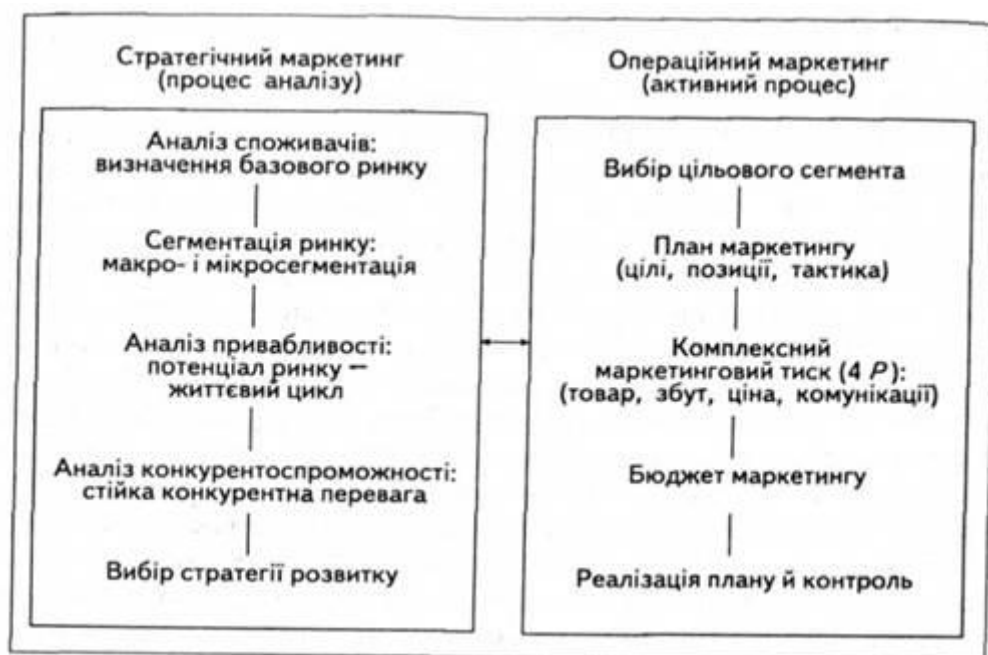 Стратегічний маркетинг
(процес аналізу)
Аналіз споживачів:
визначення базового ринку
Сегментація ринку:
макро- і мікросегментація
Аналіз привабливості:
потенціал ринку —
життєвий цикл
Аналіз конкурентоспроможності:
стійка конкурентна перевага
Вибір стратегії розвитку
Операційний маркетинг
(активний процес)
Вибір цільового сегмента
План маркетингу
(цілі, позиції, тактика)
Комплексний
маркетинговий тиск (4 P):
(товар, збут, ціна, комунікації)
Бюджет маркетингу
Реалізація плану й контроль